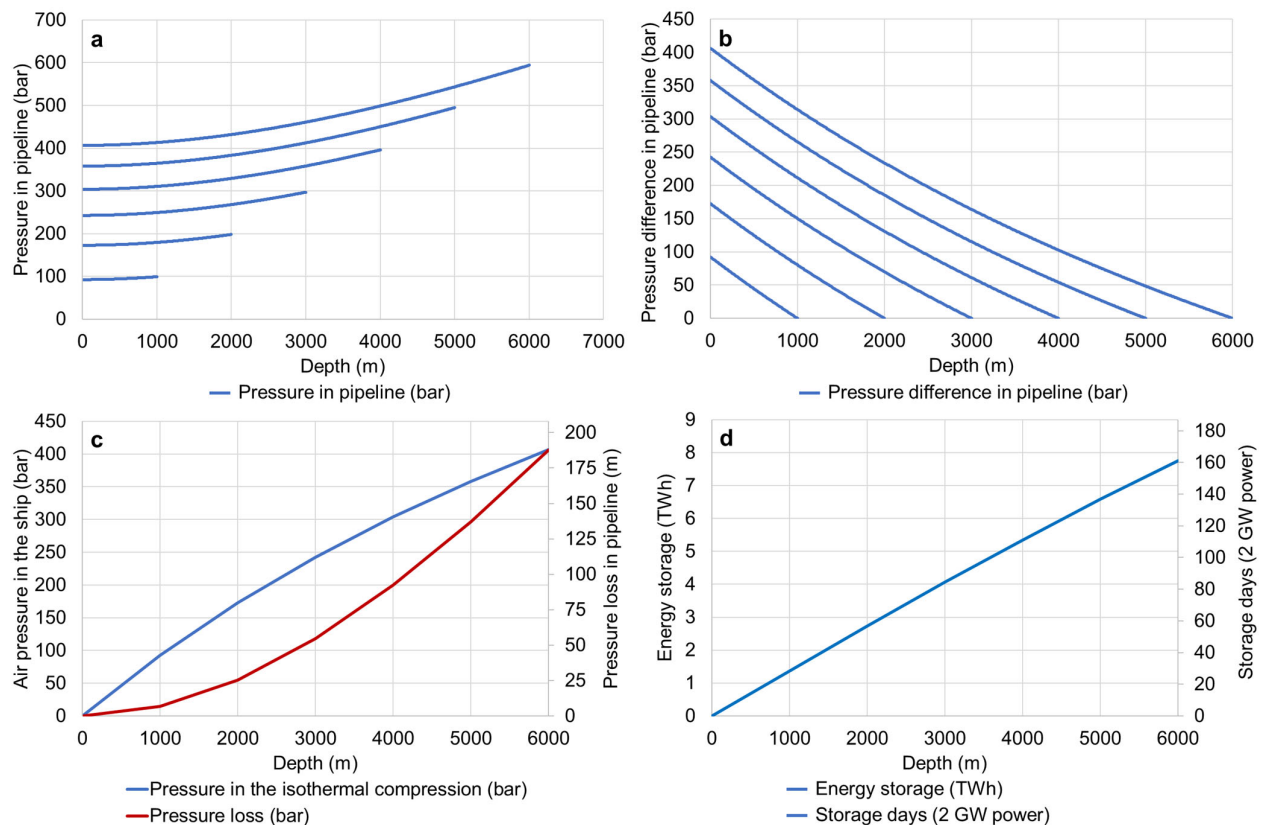 a
Pressure in pipeline (bar)
700
600
500
400
300
200
100
0
0 1000 2000 3000 4000 5000 6000 7000
Depth (m)
Pressure in pipeline (bar)
b
Pressure difference in pipeline (bar)
450
400
350
300
250
200
150
100
50
0
0 1000 2000 3000 4000 5000 6000
Depth (m)
Pressure difference in pipeline (bar)
c
Air pressure in the ship (bar)
450
400
350
300
250
200
150
100
50
0
Pressure loss in pipeline (m)
200
175
150
125
100
75
50
25
0
0 1000 2000 3000 4000 5000 6000
Depth (m)
Pressure in the isothermal compression (bar)
Pressure loss (bar)
d
Energy storage (TWh)
9
8
7
6
5
4
3
2
1
0
Storage days (2 GW power)
180
160
140
120
100
80
60
40
20
0
0 1000 2000 3000 4000 5000 6000
Depth (m)
Energy storage (TWh)
Storage days (2 GW power)